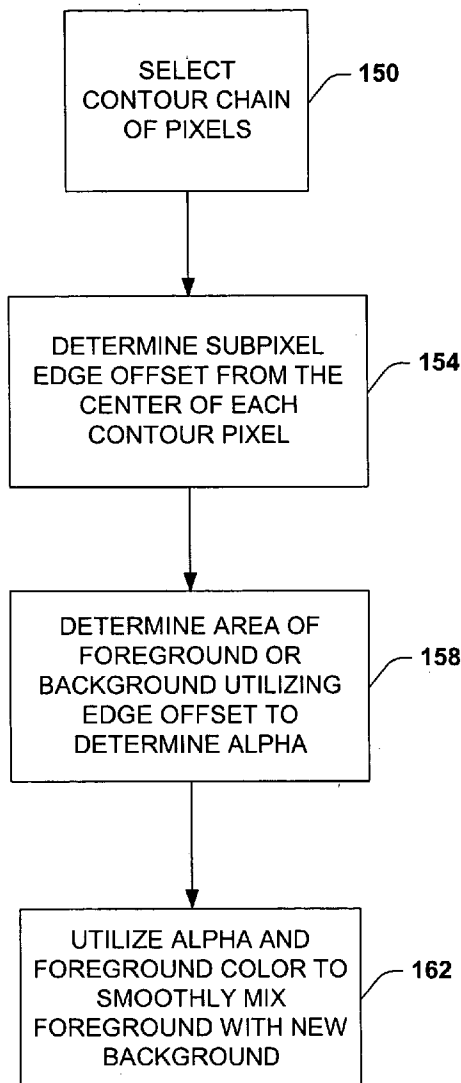 SELECT
CONTOUR CHAIN
OF PIXELS
150
DETERMINE SUBPIXEL
EDGE OFFSET FROM THE
CENTER OF EACH
CONTOUR PIXEL
154
DETERMINE AREA OF
FOREGROUND OR
BACKGROUND UTILIZING
EDGE OFFSET TO
DETERMINE ALPHA
158
UTILIZE ALPHA AND
FOREGROUND COLOR TO
SMOOTHLY MIX
FOREGROUND WITH NEW
BACKGROUND
162